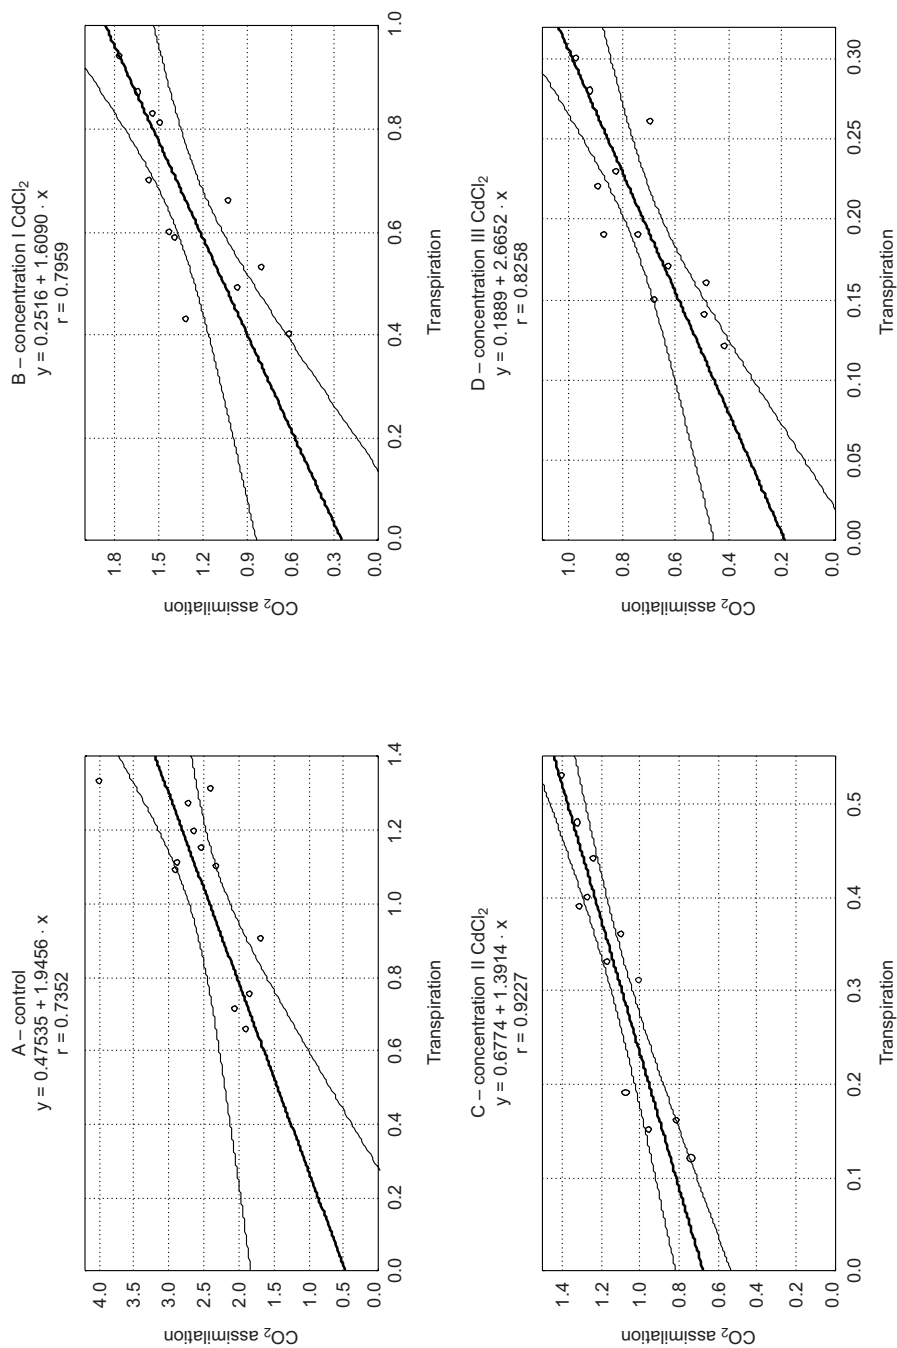 A – control
y = 0.47535 + 1.9456 · x
r = 0.7352
CO₂ assimilation
4.0
3.5
3.0
2.5
2.0
1.5
1.0
0.5
0.0
0.0 0.2 0.4 0.6 0.8 1.0 1.2 1.4
Transpiration
B – concentration I CdCl₂
y = 0.2516 + 1.6090 · x
r = 0.7959
CO₂ assimilation
1.8
1.5
1.2
0.9
0.6
0.3
0.0
0.0 0.2 0.4 0.6 0.8 1.0
Transpiration
C – concentration II CdCl₂
y = 0.6774 + 1.3914 · x
r = 0.9227
CO₂ assimilation
1.4
1.2
1.0
0.8
0.6
0.4
0.2
0.0
0.0 0.1 0.2 0.3 0.4 0.5
Transpiration
D – concentration III CdCl₂
y = 0.1889 + 2.6652 · x
r = 0.8258
CO₂ assimilation
1.0
0.8
0.6
0.4
0.2
0.0
0.00 0.05 0.10 0.15 0.20 0.25 0.30
Transpiration